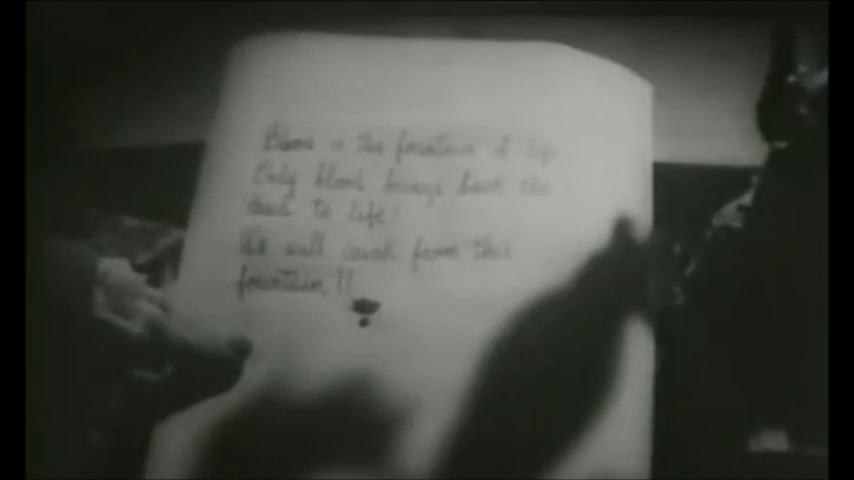 Blood is the fountain of life
Only blood brings back the
dead to life!
We will drink from this
fountain !!